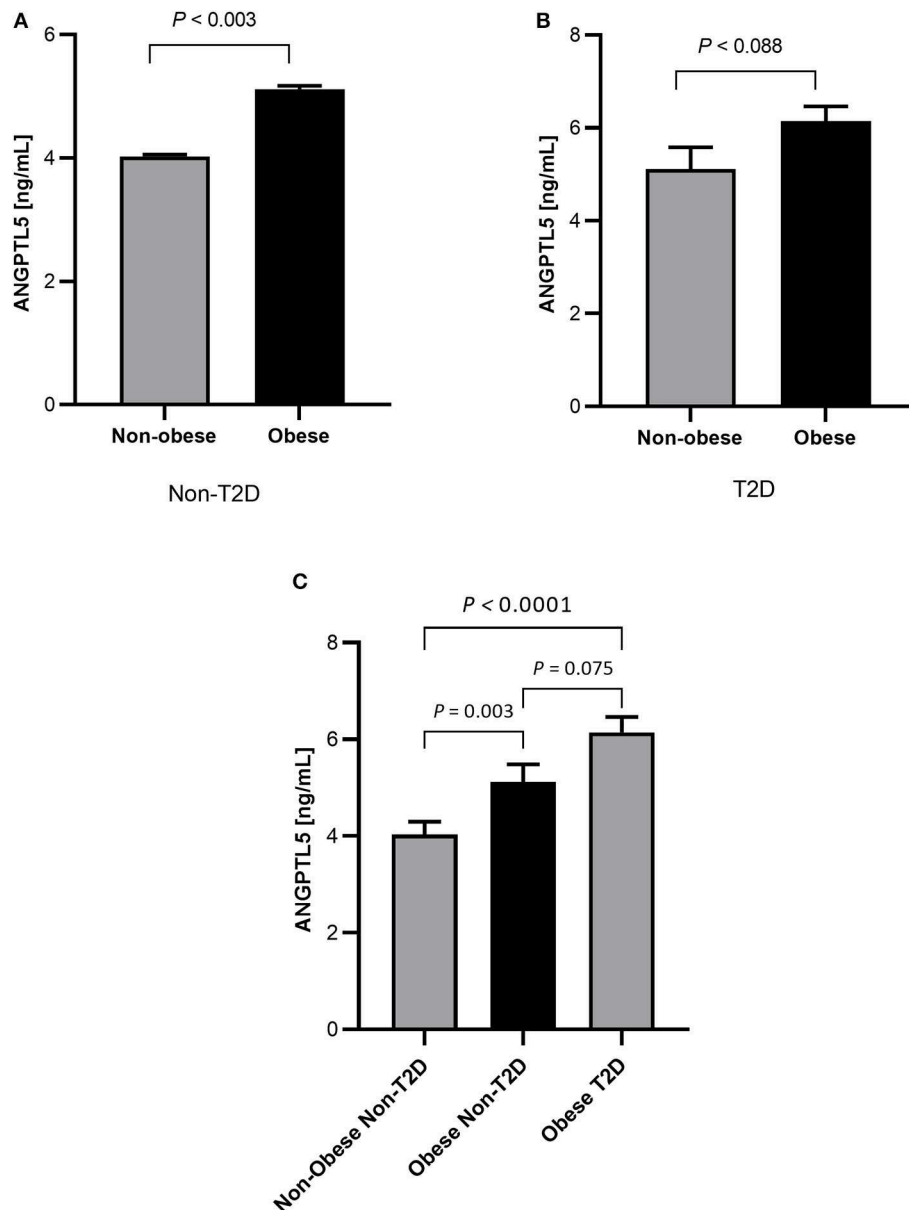 A
P < 0.003
ANGPTL5 [ng/mL]
6
4
2
0
Non-obese Obese
Non-T2D
B
P < 0.088
ANGPTL5 [ng/mL]
8
6
4
2
0
Non-obese Obese
T2D
C
P < 0.0001
P = 0.075
P = 0.003
ANGPTL5 [ng/mL]
8
6
4
2
0
Non-Obese Non-T2D
Obese Non-T2D
Obese T2D